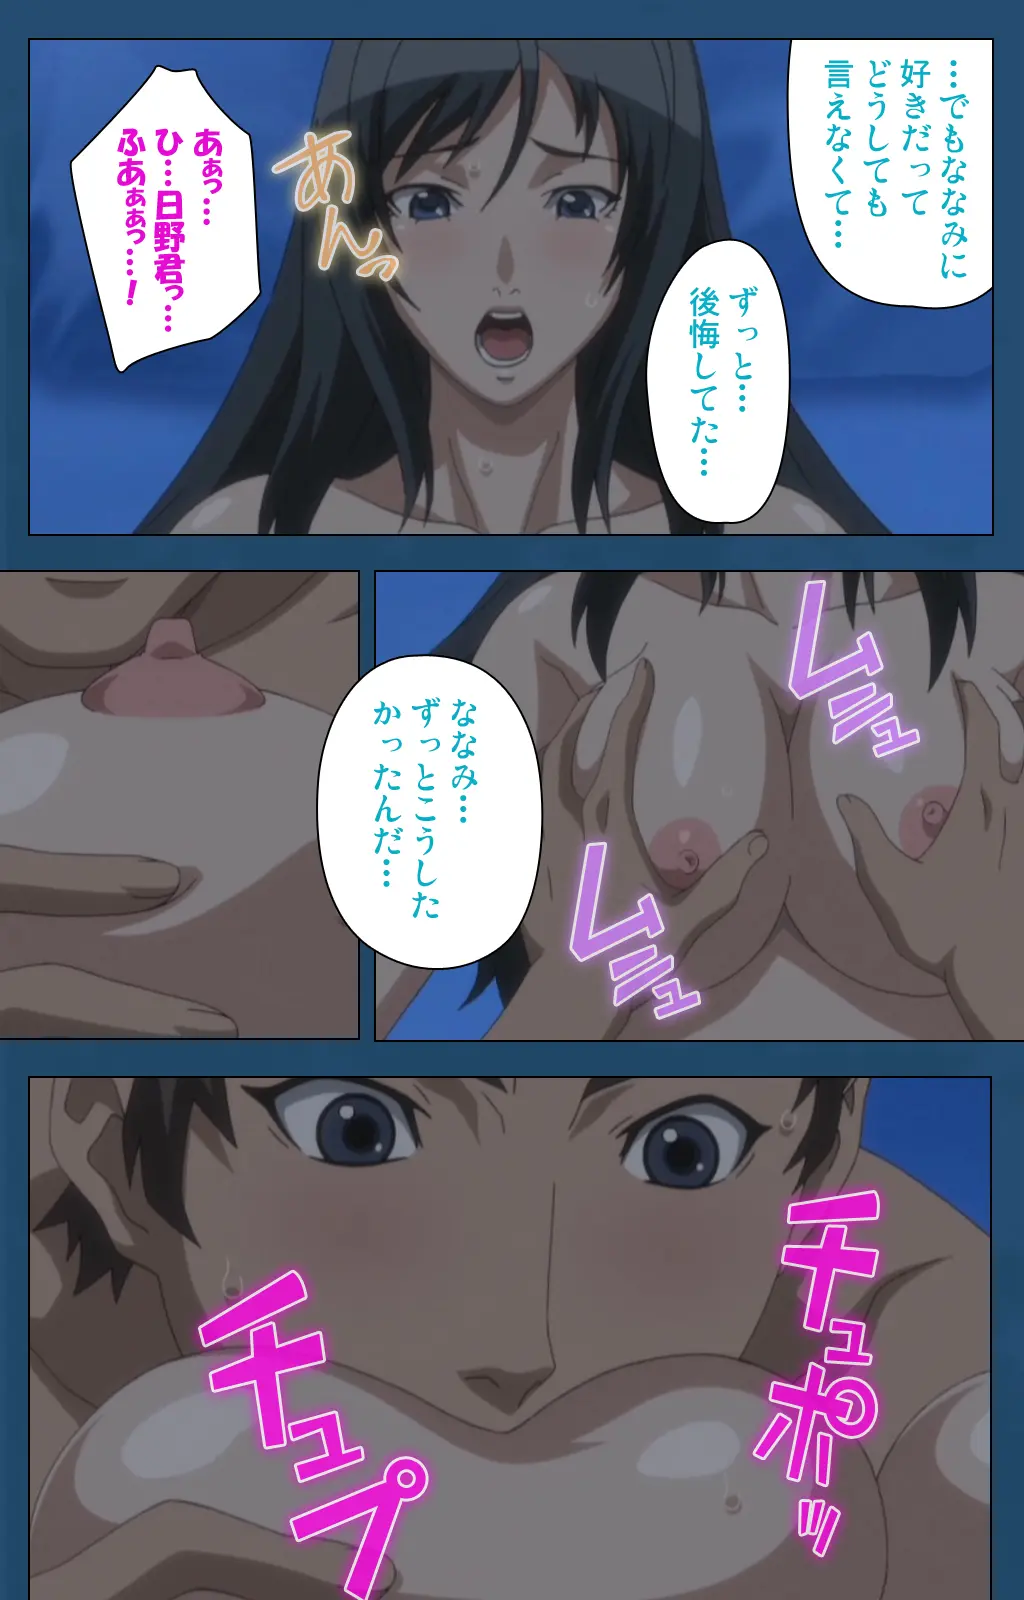 …でもななみに
好きだって
どうしても
言えなくて…
ずっと…
後悔してた…
あんっ
あぁっ…
ひ…日野君っ…
ふあぁぁっ…！
ムミュ
ななみ…
ずっとこうした
かったんだ…
ムミュ
チュポッ
チュプ